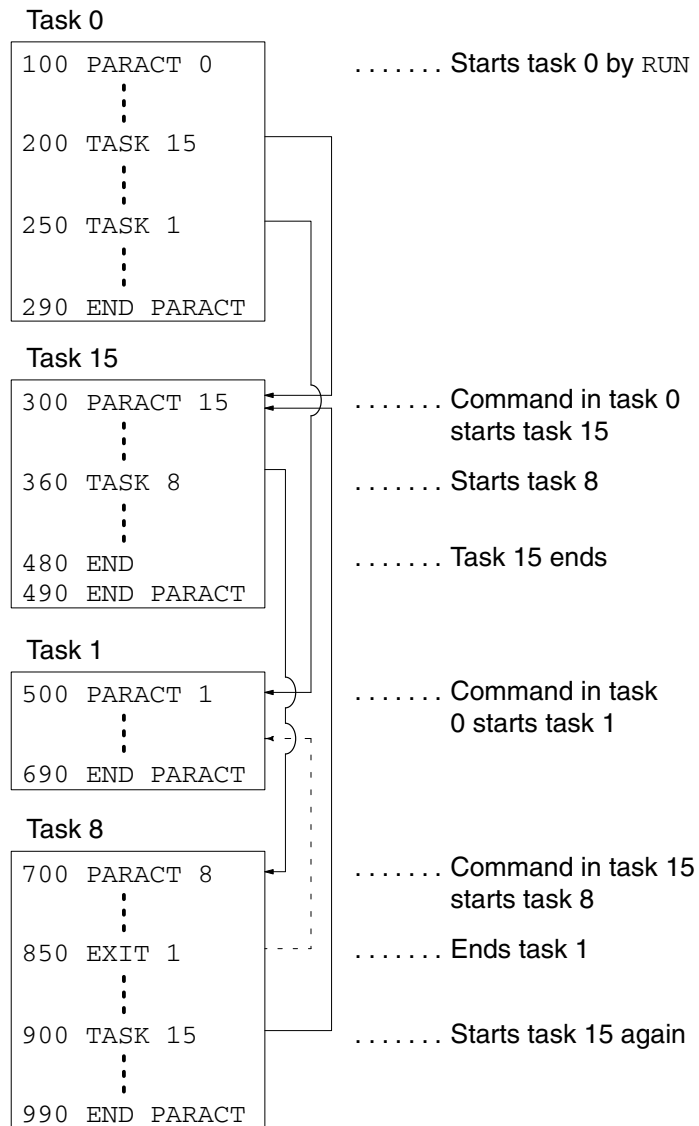 Task 0
100 PARACT 0 ....... Starts task 0 by RUN
200 TASK 15
250 TASK 1
290 END PARACT
Task 15
300 PARACT 15 ....... Command in task 0
starts task 15
360 TASK 8 ....... Starts task 8
480 END ....... Task 15 ends
490 END PARACT
Task 1
500 PARACT 1 ....... Command in task
0 starts task 1
690 END PARACT
Task 8
700 PARACT 8 ....... Command in task 15
starts task 8
850 EXIT 1 ....... Ends task 1
900 TASK 15 ....... Starts task 15 again
990 END PARACT